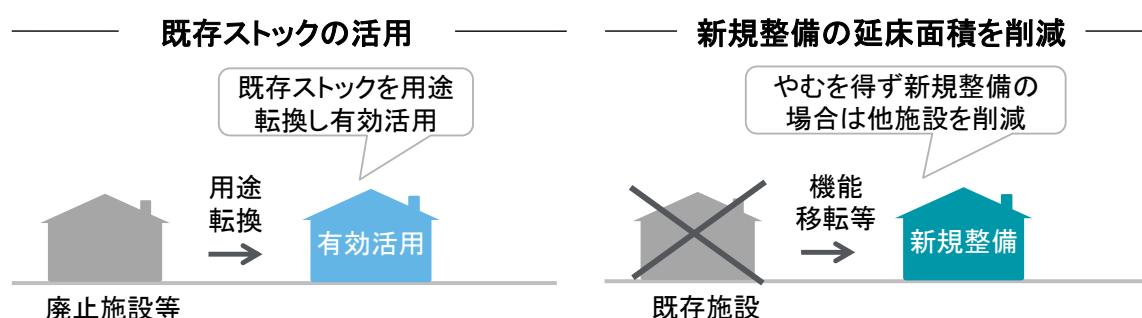 既存ストックの活用
既存ストックを用途
転換し有効活用
用途
転換
有効活用
廃止施設等
新規整備の延床面積を削減
やむを得ず新規整備の
場合は他施設を削減
機能
移転等
新規整備
既存施設